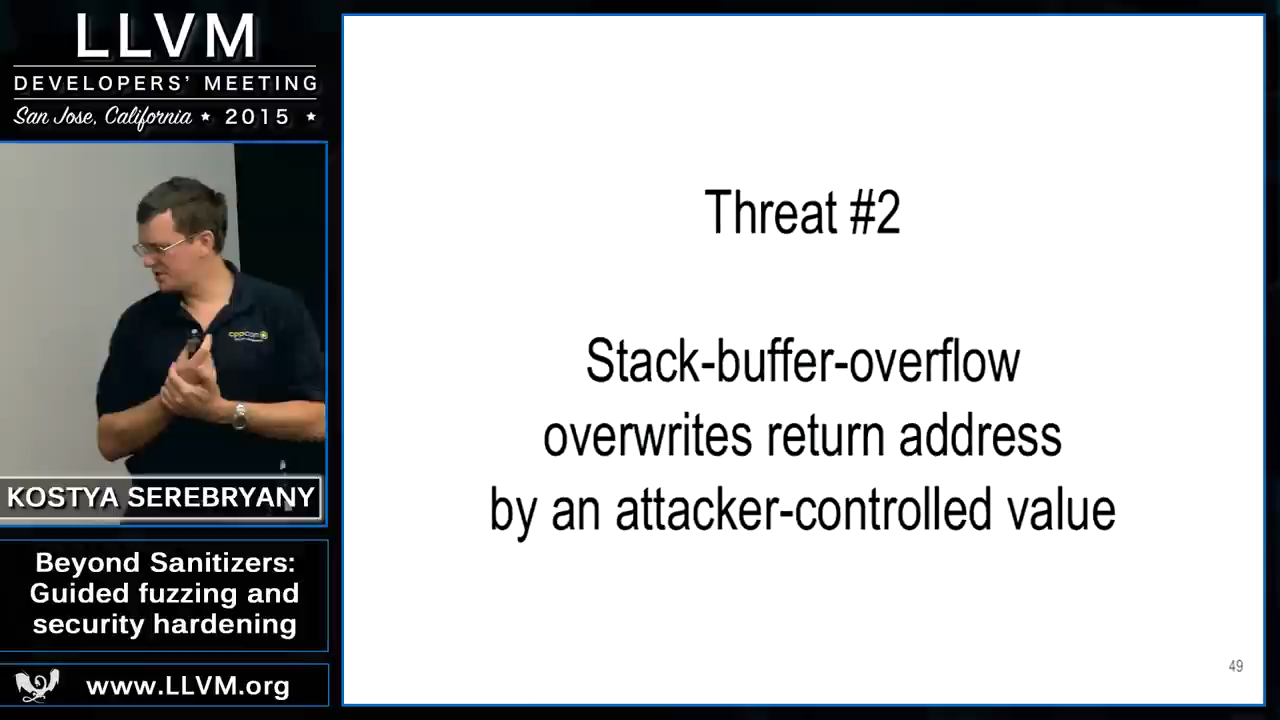 LLVM
DEVELOPERS' MEETING
San Jose, California ★ 2015 ★
KOSTYA SEREBRYANY
Beyond Sanitizers:
Guided fuzzing and
security hardening
www.LLVM.org
Threat #2
Stack-buffer-overflow
overwrites return address
by an attacker-controlled value
49